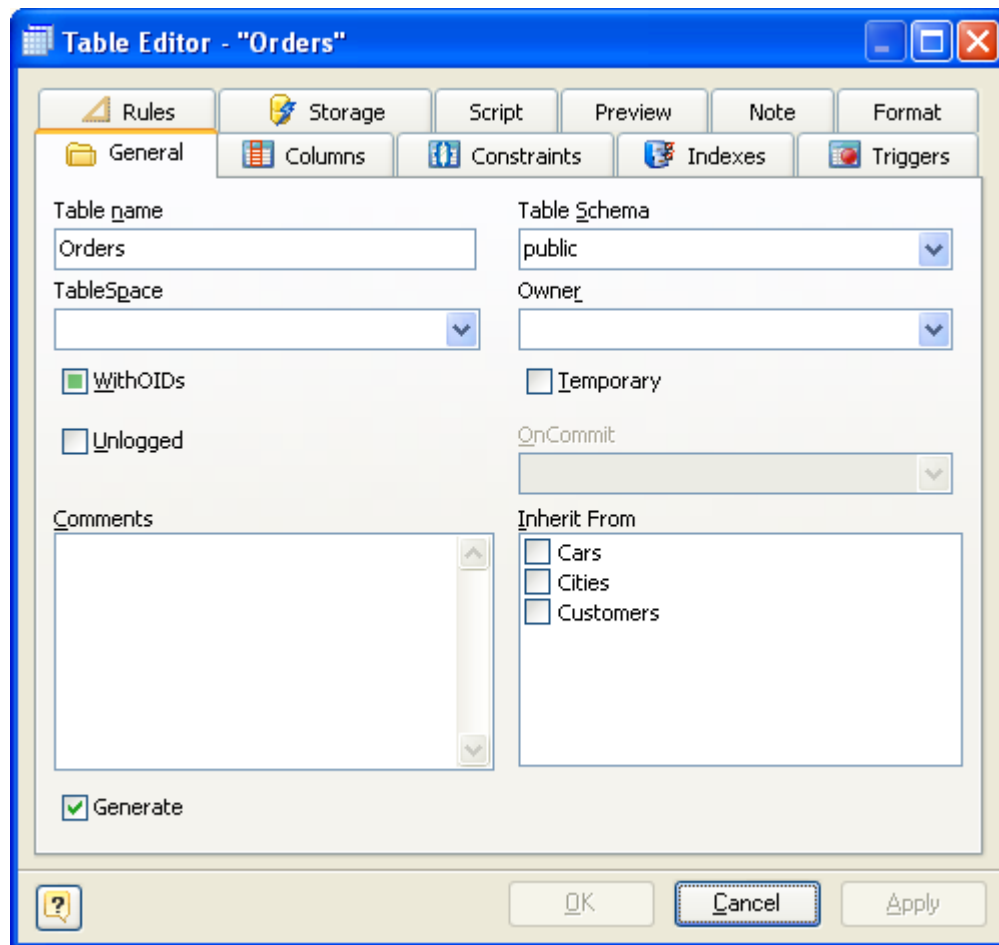 Table Editor - "Orders"
Rules Storage Script Preview Note Format
General Columns Constraints Indexes Triggers
Table name Table Schema
Orders public
TableSpace Owner
WithOIDs Temporary
Unlogged OnCommit
Comments Inherit From
Cars
Cities
Customers
Generate
? OK Cancel Apply